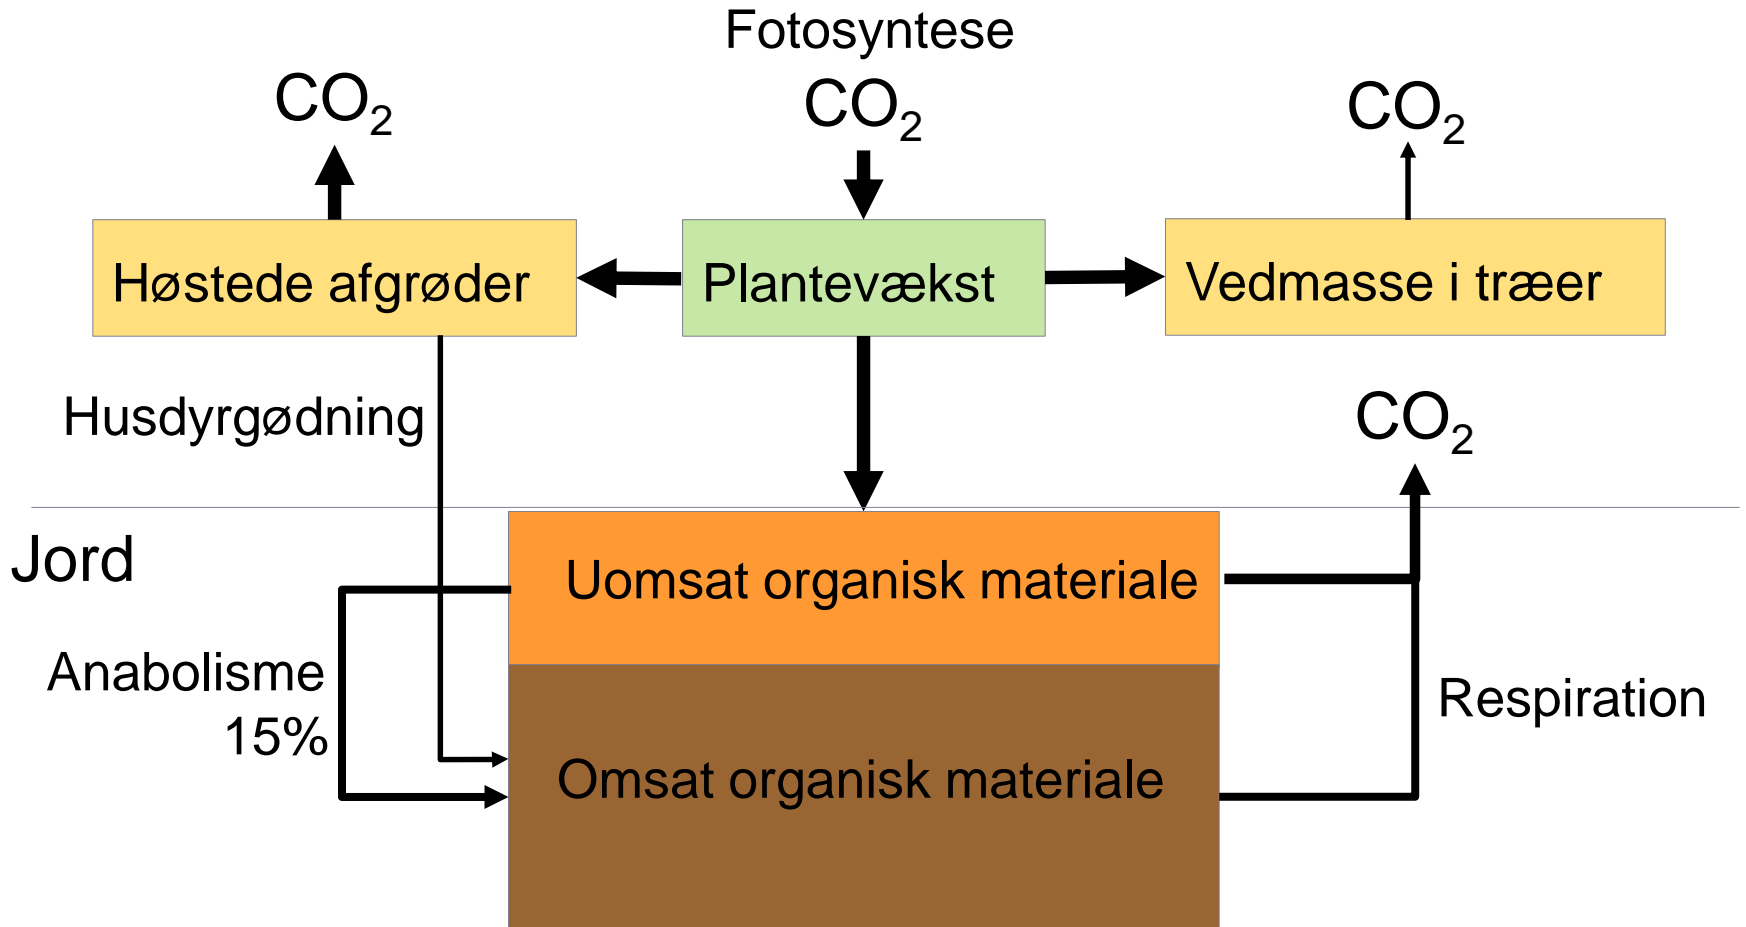 Fotosyntese
CO₂
CO₂
CO₂
Høstede afgrøder
Plantevækst
Vedmasse i træer
Husdyrgødning
CO₂
Jord
Uomsat organisk materiale
Anabolisme
15%
Respiration
Omsat organisk materiale